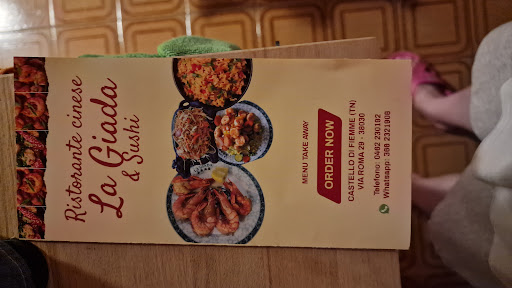 Ristorante cinese
La Giada
& Sushi
MENU TAKE AWAY
ORDER NOW
CASTELLO DI FIEMME (TN)
VIA ROMA 29 - 38030
Telefono: 0462 230192
Whatsapp: 388 2321908